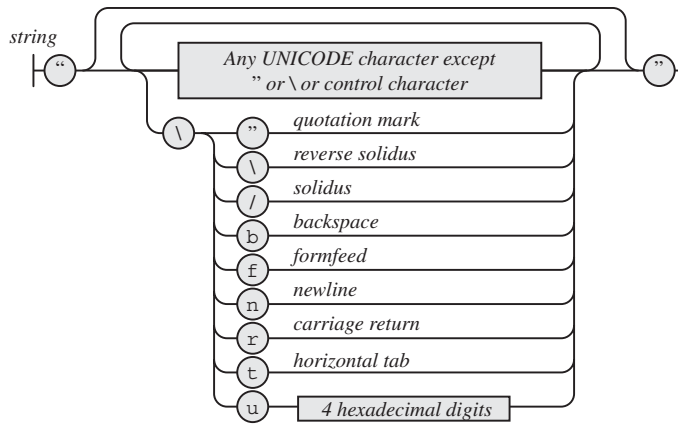 string
“ Any UNICODE character except ”
” or \ or control character
\ ” quotation mark
\ reverse solidus
/ solidus
b backspace
f formfeed
n newline
r carriage return
t horizontal tab
u 4 hexadecimal digits